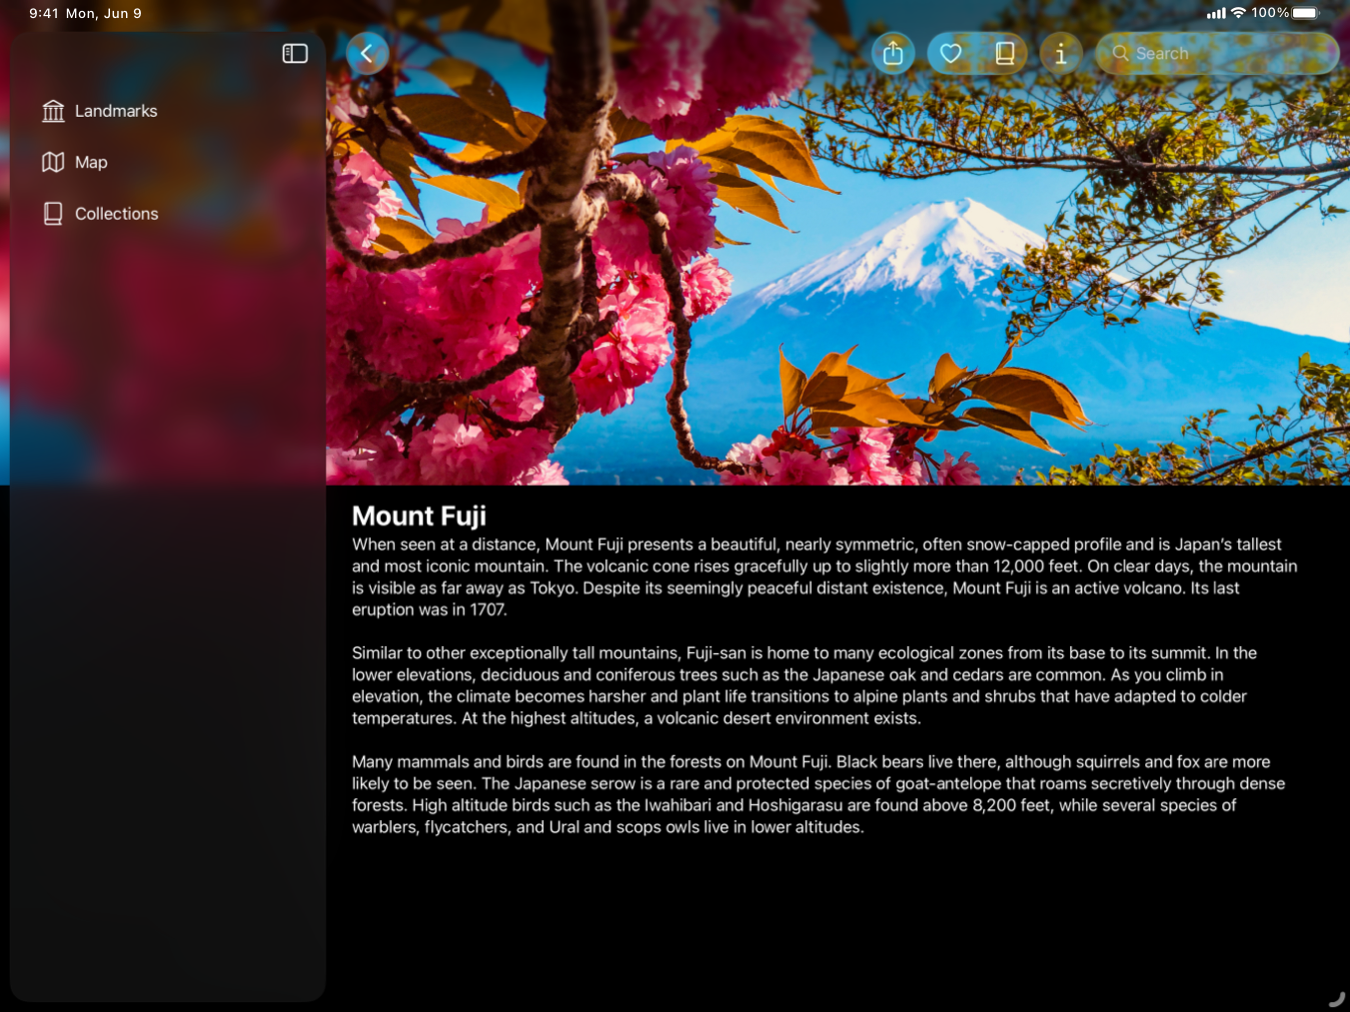 9:41 Mon, Jun 9
100%
Search
Landmarks
Map
Collections
Mount Fuji
When seen at a distance, Mount Fuji presents a beautiful, nearly symmetric, often snow-capped profile and is Japan’s tallest
and most iconic mountain. The volcanic cone rises gracefully up to slightly more than 12,000 feet. On clear days, the mountain
is visible as far away as Tokyo. Despite its seemingly peaceful distant existence, Mount Fuji is an active volcano. Its last
eruption was in 1707.
Similar to other exceptionally tall mountains, Fuji-san is home to many ecological zones from its base to its summit. In the
lower elevations, deciduous and coniferous trees such as the Japanese oak and cedars are common. As you climb in
elevation, the climate becomes harsher and plant life transitions to alpine plants and shrubs that have adapted to colder
temperatures. At the highest altitudes, a volcanic desert environment exists.
Many mammals and birds are found in the forests on Mount Fuji. Black bears live there, although squirrels and fox are more
likely to be seen. The Japanese serow is a rare and protected species of goat-antelope that roams secretively through dense
forests. High altitude birds such as the Iwahibari and Hoshigarasu are found above 8,200 feet, while several species of
warblers, flycatchers, and Ural and scops owls live in lower altitudes.